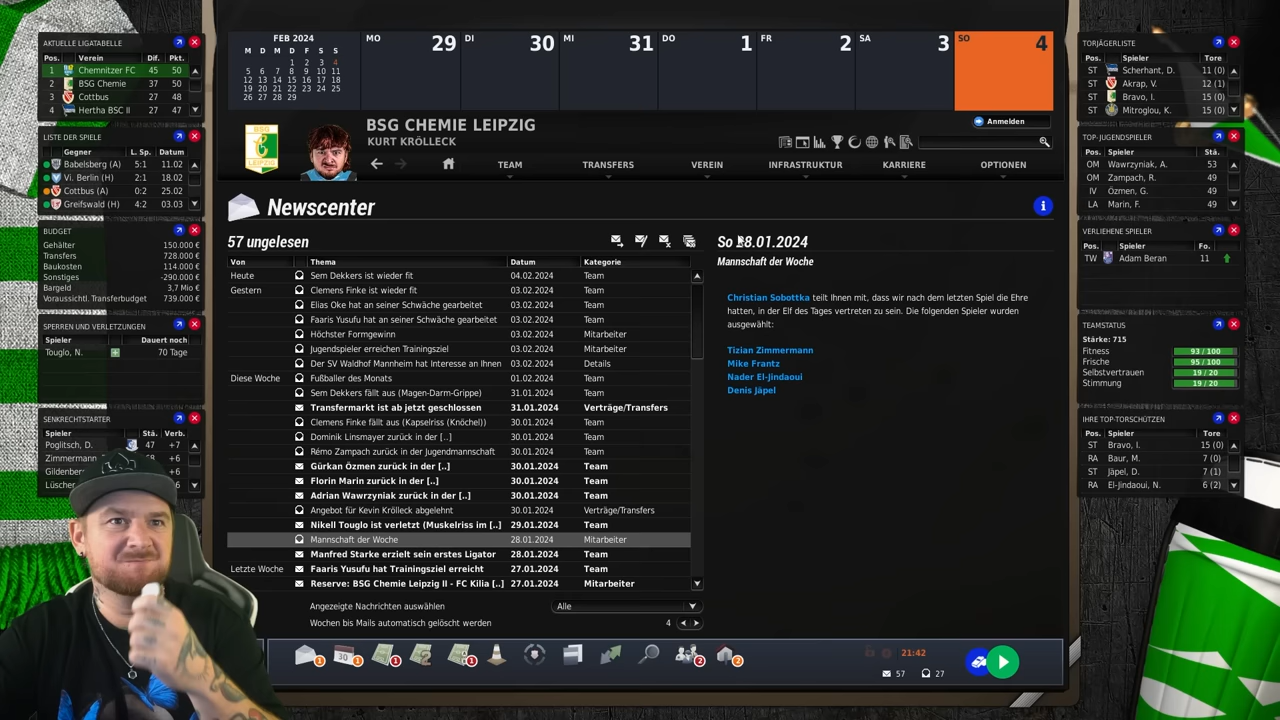 AKTUELLE LIGATABELLE
Pos. Verein Dif. Pkt.
1 Chemnitzer FC 45 50
2 BSG Chemie 37 50
3 Cottbus 27 48
4 Hertha BSC II 27 47
LISTE DER SPIELE
Gegner L. Sp. Datum
Babelsberg (A) 5:1 11.02
Vi. Berlin (H) 2:1 18.02
Cottbus (A) 0:2 25.02
Greifswald (H) 4:2 03.03
BUDGET
Gehälter 150.000 €
Transfers 728.000 €
Baukosten 114.000 €
Sonstiges -290.000 €
Bargeld 3,7 Mio €
Voraussichtl. Transferbudget 739.000 €
SPERREN UND VERLETZUNGEN
Spieler Dauert noch
Touglo, N. 70 Tage
SENKRECHTSTARTER
Spieler Stä. Verb.
Poglitsch, D. 47 +7
Zimmermann +6
Gildenber +6
Lüscher
FEB 2024
M D M D F S S
1 2 3 4
5 6 7 8 9 10 11
12 13 14 15 16 17 18
19 20 21 22 23 24 25
26 27 28 29
MO 29
DI 30
MI 31
DO 1
FR 2
SA 3
SO 4
BSG LEIPZIG
BSG CHEMIE LEIPZIG
KURT KRÖLLECK
Anmelden
TEAM TRANSFERS VEREIN INFRASTRUKTUR KARRIERE OPTIONEN
Newscenter
i
57 ungelesen
Von Thema Datum Kategorie
Heute Sem Dekkers ist wieder fit 04.02.2024 Team
Gestern Clemens Finke ist wieder fit 03.02.2024 Team
Elias Oke hat an seiner Schwäche gearbeitet 03.02.2024 Team
Faaris Yusufu hat an seiner Schwäche gearbeitet 03.02.2024 Team
Höchster Formgewinn 03.02.2024 Mitarbeiter
Jugendspieler erreichen Trainingsziel 03.02.2024 Mitarbeiter
Der SV Waldhof Mannheim hat Interesse an Ihnen 03.02.2024 Details
Diese Woche Fußballer des Monats 01.02.2024 Team
Sem Dekkers fällt aus (Magen-Darm-Grippe) 31.01.2024 Team
Transfermarkt ist ab jetzt geschlossen 31.01.2024 Verträge/Transfers
Clemens Finke fällt aus (Kapselriss (Knöchel)) 30.01.2024 Team
Dominik Linsmayer zurück in der [..] 30.01.2024 Team
Rémo Zampach zurück in der Jugendmannschaft 30.01.2024 Team
Gürkan Özmen zurück in der [..] 30.01.2024 Team
Florin Marin zurück in der [..] 30.01.2024 Team
Adrian Wawrzyniak zurück in der [..] 30.01.2024 Team
Angebot für Kevin Krölleck abgelehnt 30.01.2024 Verträge/Transfers
Nikell Touglo ist verletzt (Muskelriss im [..] 29.01.2024 Team
Mannschaft der Woche 28.01.2024 Mitarbeiter
Manfred Starke erzielt sein erstes Ligator 28.01.2024 Team
Letzte Woche Faaris Yusufu hat Trainingsziel erreicht 27.01.2024 Team
Reserve: BSG Chemie Leipzig II - FC Kilia [..] 27.01.2024 Mitarbeiter
Angezeigte Nachrichten auswählen Alle
Wochen bis Mails automatisch gelöscht werden 4
So 28.01.2024
Mannschaft der Woche
Christian Sobottka teilt Ihnen mit, dass wir nach dem letzten Spiel die Ehre
hatten, in der Elf des Tages vertreten zu sein. Die folgenden Spieler wurden
ausgewählt:
Tizian Zimmermann
Mike Frantz
Nader El-Jindaoui
Denis Jäpel
1 30 1 1 2 1 2 2
21:42
57 27
TORJÄGERLISTE
Pos. Spieler Tore
ST Scherhant, D. 11 (0)
ST Akrap, V. 12 (1)
ST Bravo, I. 15 (0)
ST Mitroglou, K. 15 (0)
TOP-JUGENDSPIELER
Pos. Spieler Stä.
OM Wawrzyniak, A. 53
OM Zampach, R. 49
IV Özmen, G. 49
LA Marin, F. 49
VERLIEHENE SPIELER
Pos. Spieler Fo.
TW Adam Beran 11
TEAMSTATUS
Stärke: 715
Fitness 93 / 100
Frische 95 / 100
Selbstvertrauen 19 / 20
Stimmung 19 / 20
IHRE TOP-TORSCHÜTZEN
Pos. Spieler Tore
ST Bravo, I. 15 (0)
RA Baur, M. 7 (0)
ST Jäpel, D. 7 (1)
RA El-Jindaoui, N. 6 (2)